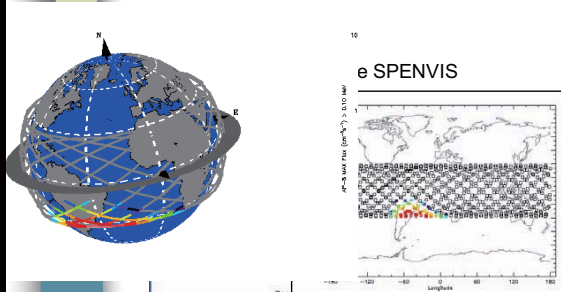 N
10
e SPENVIS
E
AP-8 MAX Flux (cm⁻²s⁻¹) > 0.10 MeV
-180 -120 -60 0 60 120 180
Longitude